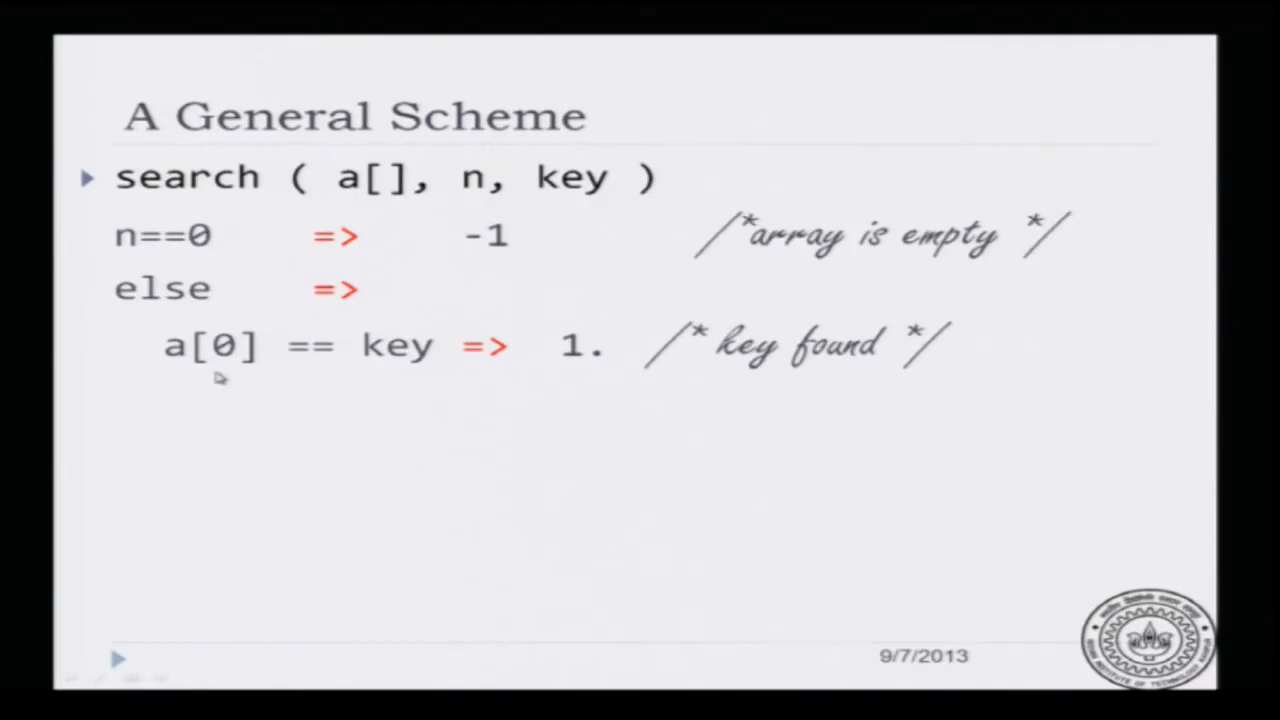 A General Scheme
search ( a[], n, key )
n==0 => -1 /*array is empty */
else =>
a[0] == key => 1. /* key found */
9/7/2013